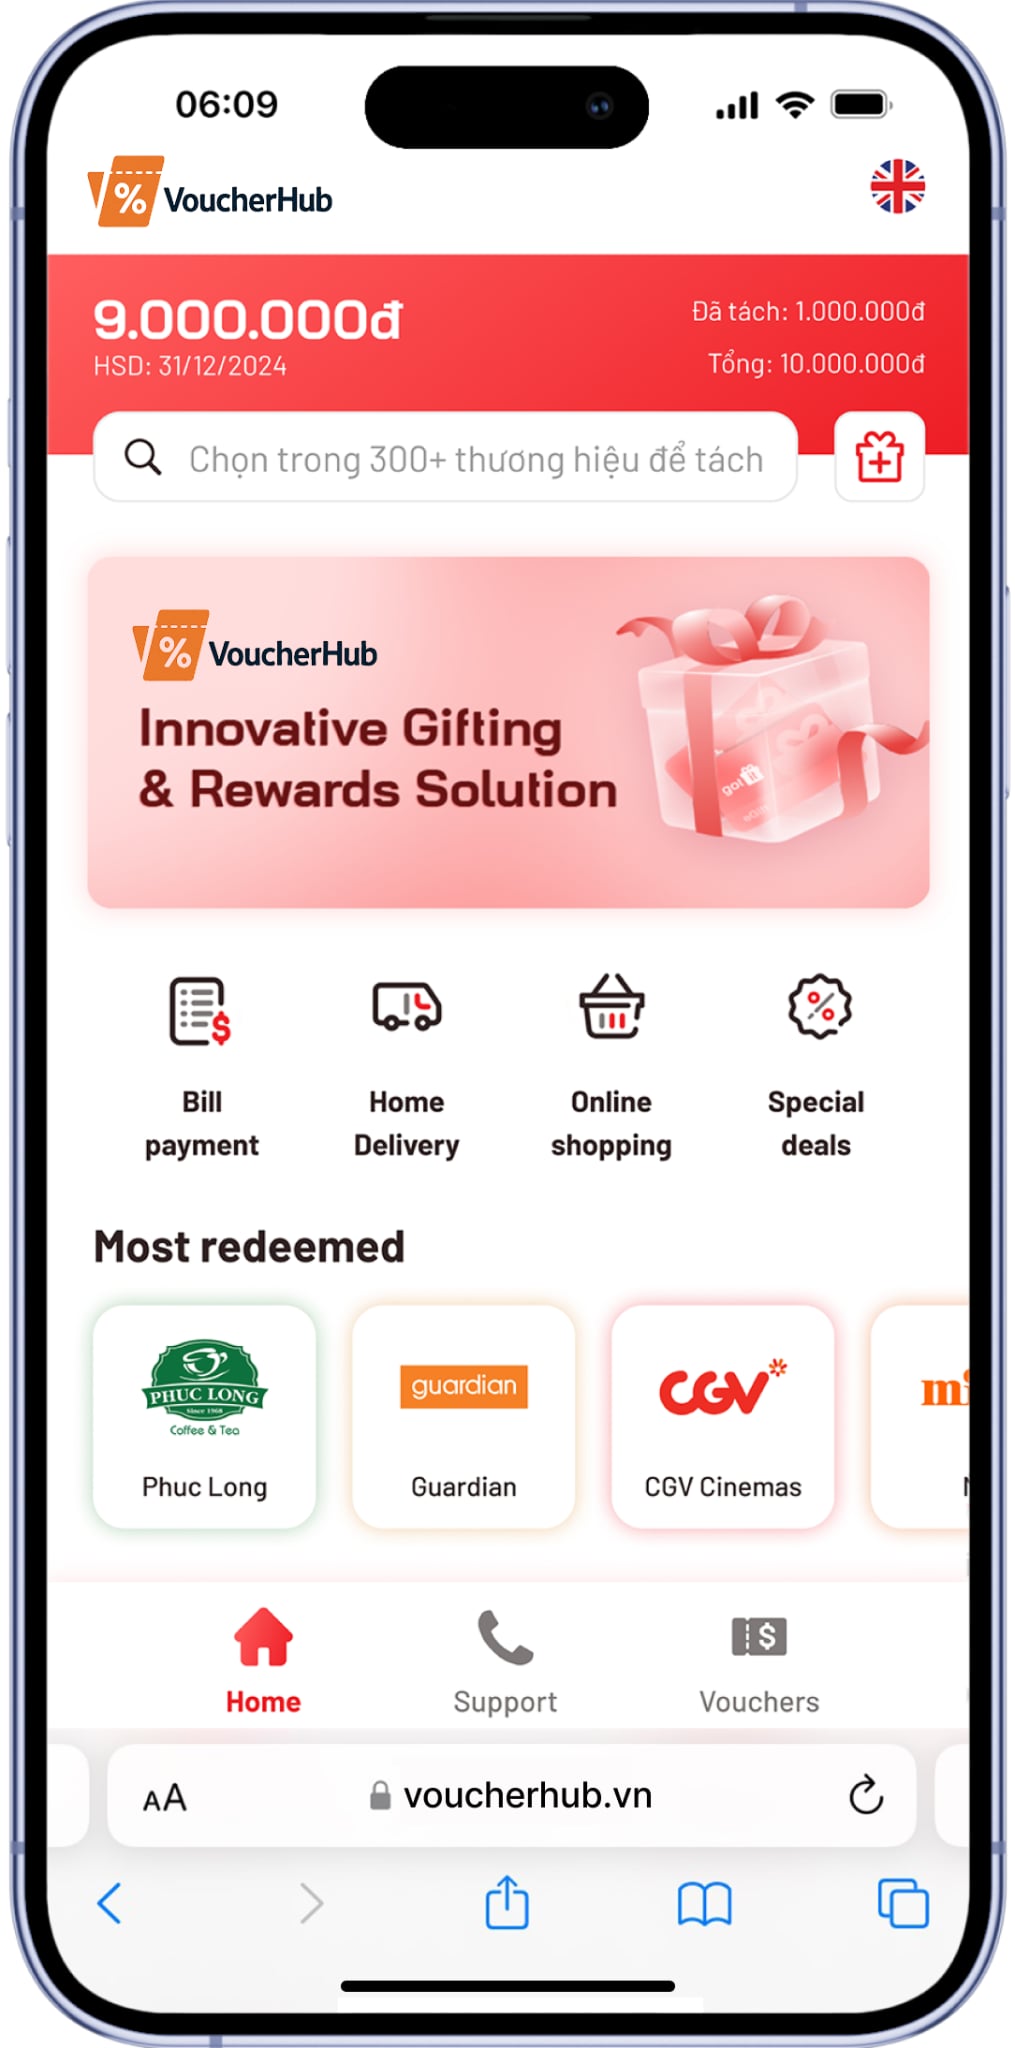 06:09
% VoucherHub
9.000.000đ
HSD: 31/12/2024
Đã tách: 1.000.000đ
Tổng: 10.000.000đ
Chọn trong 300+ thương hiệu để tách
% VoucherHub
Innovative Gifting
& Rewards Solution
got it
Bill
payment
Home
Delivery
Online
shopping
Special
deals
Most redeemed
PHUC LONG
Since 1968
Coffee & Tea
Phuc Long
guardian
Guardian
CGV
CGV Cinemas
mi
Home
Support
Vouchers
AA
voucherhub.vn